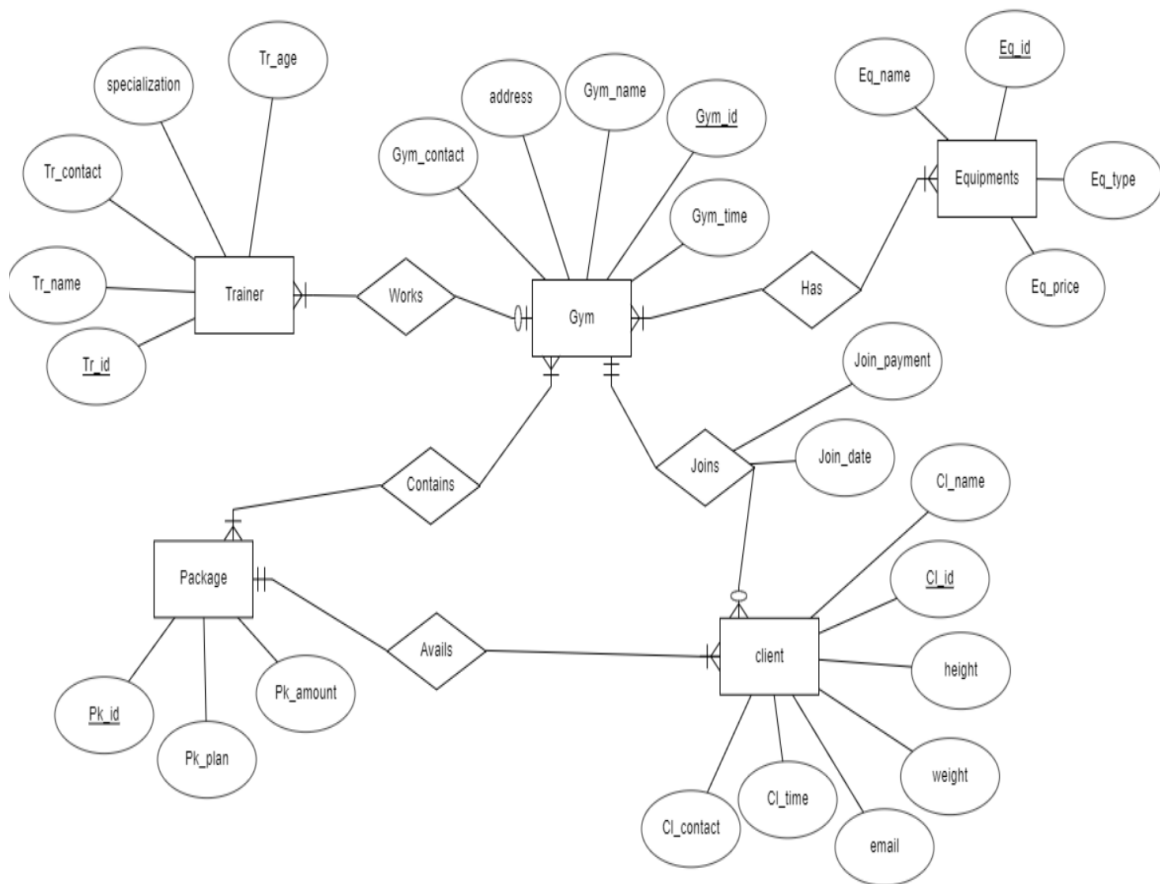 Tr_age
specialization
Tr_contact
Tr_name
Tr_id
Trainer
Works
Gym_contact
address
Gym_name
Gym_id
Gym_time
Gym
Has
Eq_name
Eq_id
Equipments
Eq_type
Eq_price
Contains
Joins
Join_payment
Join_date
Package
Pk_id
Pk_plan
Pk_amount
Avails
client
Cl_name
Cl_id
height
weight
email
Cl_time
Cl_contact